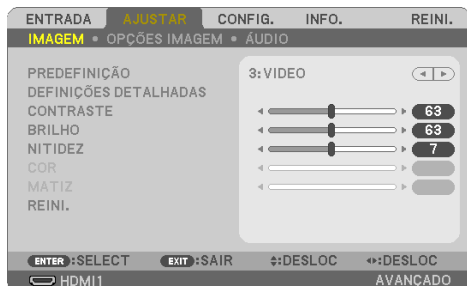 ENTRADA AJUSTAR CONFIG. INFO. REINI.
IMAGEM • OPÇÕES IMAGEM • ÁUDIO
PREDEFINIÇÃO 3:VIDEO
DEFINIÇÕES DETALHADAS
CONTRASTE 63
BRILHO 63
NITIDEZ 7
COR
MATIZ
REINI.
ENTER :SELECT EXIT :SAIR :DESLOC :DESLOC
HDMI1 AVANÇADO